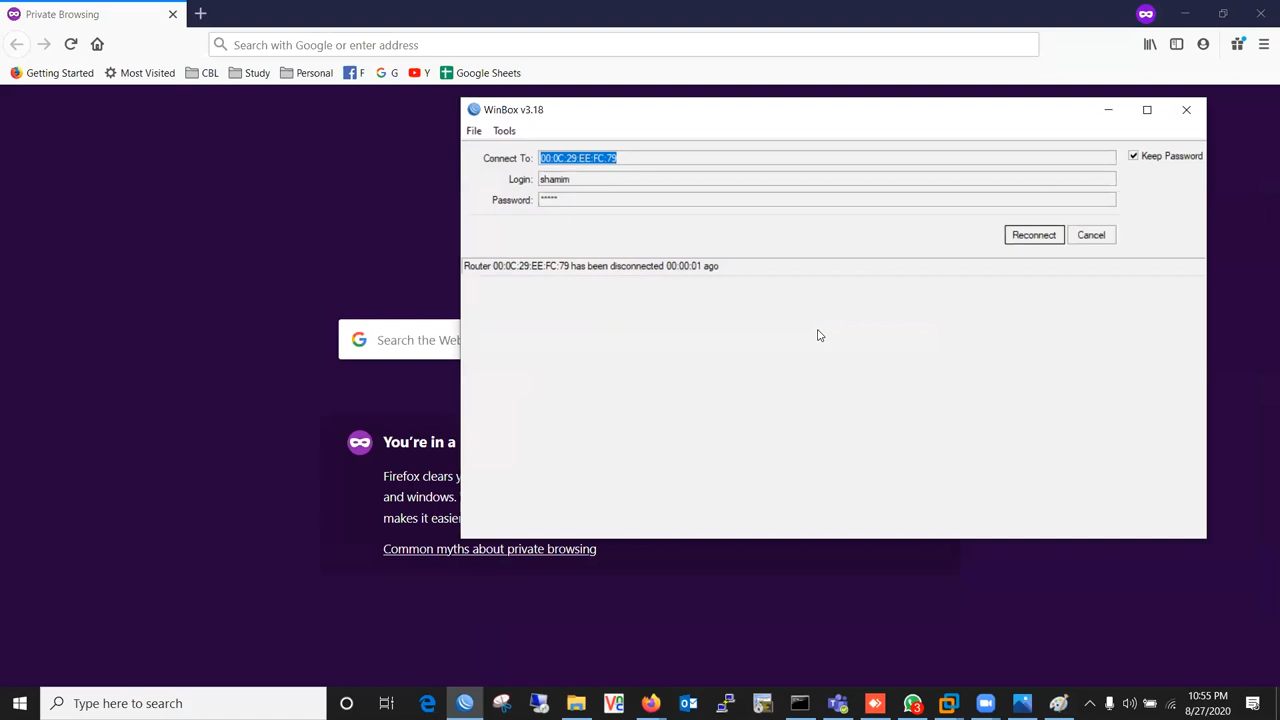 Private Browsing
Search with Google or enter address
Getting Started
Most Visited
CBL
Study
Personal
F
G
Y
Google Sheets
WinBox v3.18
File
Tools
Connect To:
00:0C:29:EE:FC:79
Keep Password
Login:
shamim
Password:
*****
Reconnect
Cancel
Router 00:0C:29:EE:FC:79 has been disconnected 00:00:01 ago
Search the Web
You're in a
Firefox clears y
and windows.
makes it easier
Common myths about private browsing
Type here to search
3
10:55 PM
8/27/2020